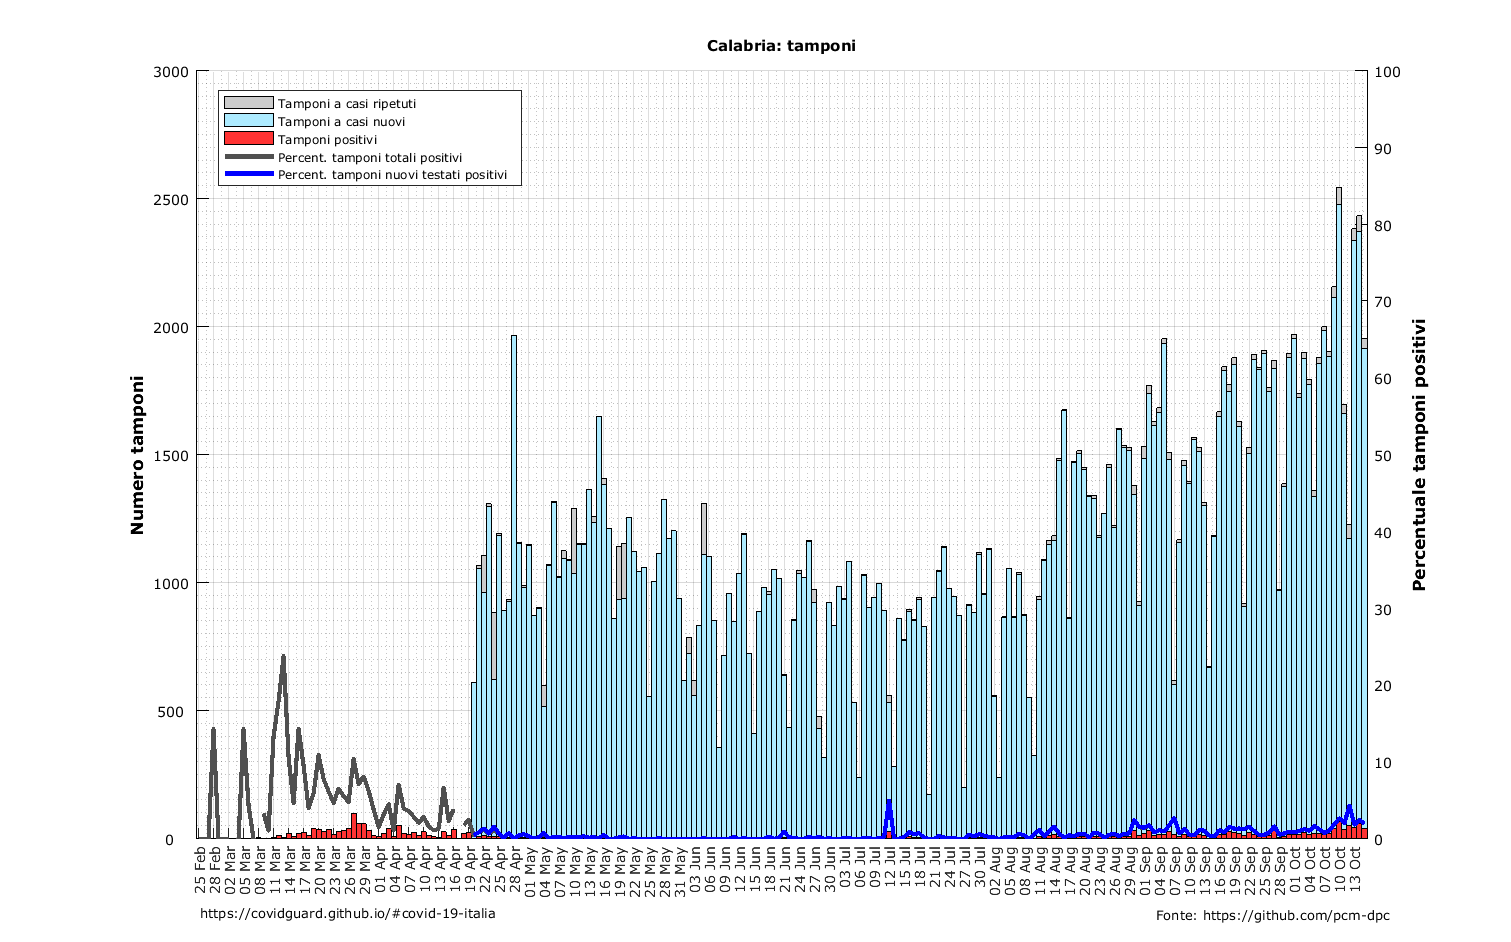 Calabria: tamponi
3000
2500
2000
1500
1000
500
0
Numero tamponi
Tamponi a casi ripetuti
Tamponi a casi nuovi
Tamponi positivi
Percent. tamponi totali positivi
Percent. tamponi nuovi testati positivi
100
90
80
70
60
50
40
30
20
10
0
Percentuale tamponi positivi
25 Feb
28 Feb
02 Mar
05 Mar
08 Mar
11 Mar
14 Mar
17 Mar
20 Mar
23 Mar
26 Mar
29 Mar
01 Apr
04 Apr
07 Apr
10 Apr
13 Apr
16 Apr
19 Apr
22 Apr
25 Apr
28 Apr
01 May
04 May
07 May
10 May
13 May
16 May
19 May
22 May
25 May
28 May
31 May
03 Jun
06 Jun
09 Jun
12 Jun
15 Jun
18 Jun
21 Jun
24 Jun
27 Jun
30 Jun
03 Jul
06 Jul
09 Jul
12 Jul
15 Jul
18 Jul
21 Jul
24 Jul
27 Jul
30 Jul
02 Aug
05 Aug
08 Aug
11 Aug
14 Aug
17 Aug
20 Aug
23 Aug
26 Aug
29 Aug
01 Sep
04 Sep
07 Sep
10 Sep
13 Sep
16 Sep
19 Sep
22 Sep
25 Sep
28 Sep
01 Oct
04 Oct
07 Oct
10 Oct
13 Oct
https://covidguard.github.io/#covid-19-italia
Fonte: https://github.com/pcm-dpc